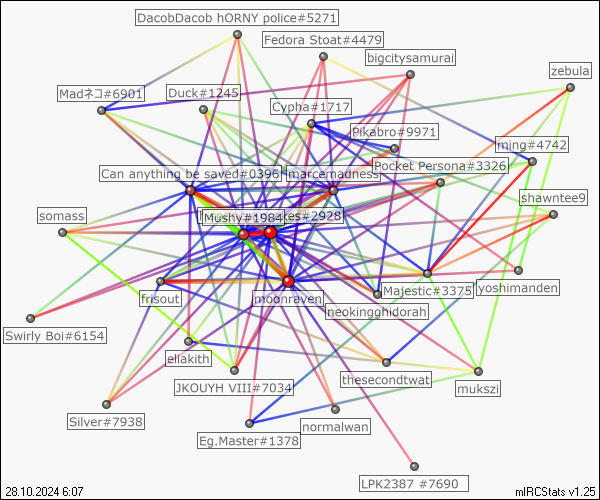 DacobDacob hORNY police#5271
Fedora Stoat#4479
bigcitysamurai
zebula
Madネコ#6901
Duck#1245
Cypha#1717
Pikabro#9971
ming#4742
Pocket Persona#3326
Can anything be saved#0396
marcemadness
shawntee9
somass
Mushy#1984
kes#2928
frisout
moonraven
Majestic#3375
yoshimanden
neokingghidorah
Swirly Boi#6154
eliakith
JKOUYH VIII#7034
thesecondtwat
mukszi
Silver#7938
normalwan
Eg.Master#1378
LPK2387 #7690
28.10.2024 6:07
mIRCStats v1.25